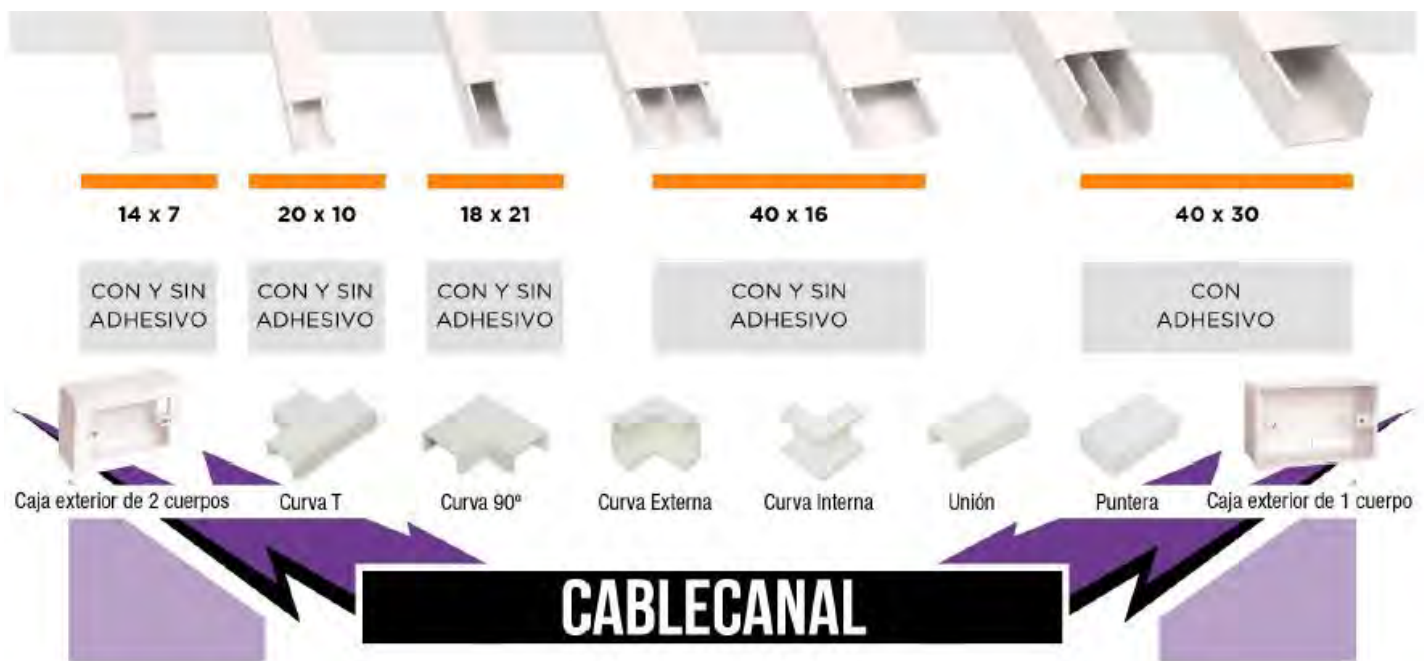 14 x 7
20 x 10
18 x 21
40 x 16
40 x 30
CON Y SIN
ADHESIVO
CON Y SIN
ADHESIVO
CON Y SIN
ADHESIVO
CON Y SIN
ADHESIVO
CON
ADHESIVO
Caja exterior de 2 cuerpos
Curva T
Curva 90º
Curva Externa
Curva Interna
Unión
Puntera
Caja exterior de 1 cuerpo
CABLECANAL